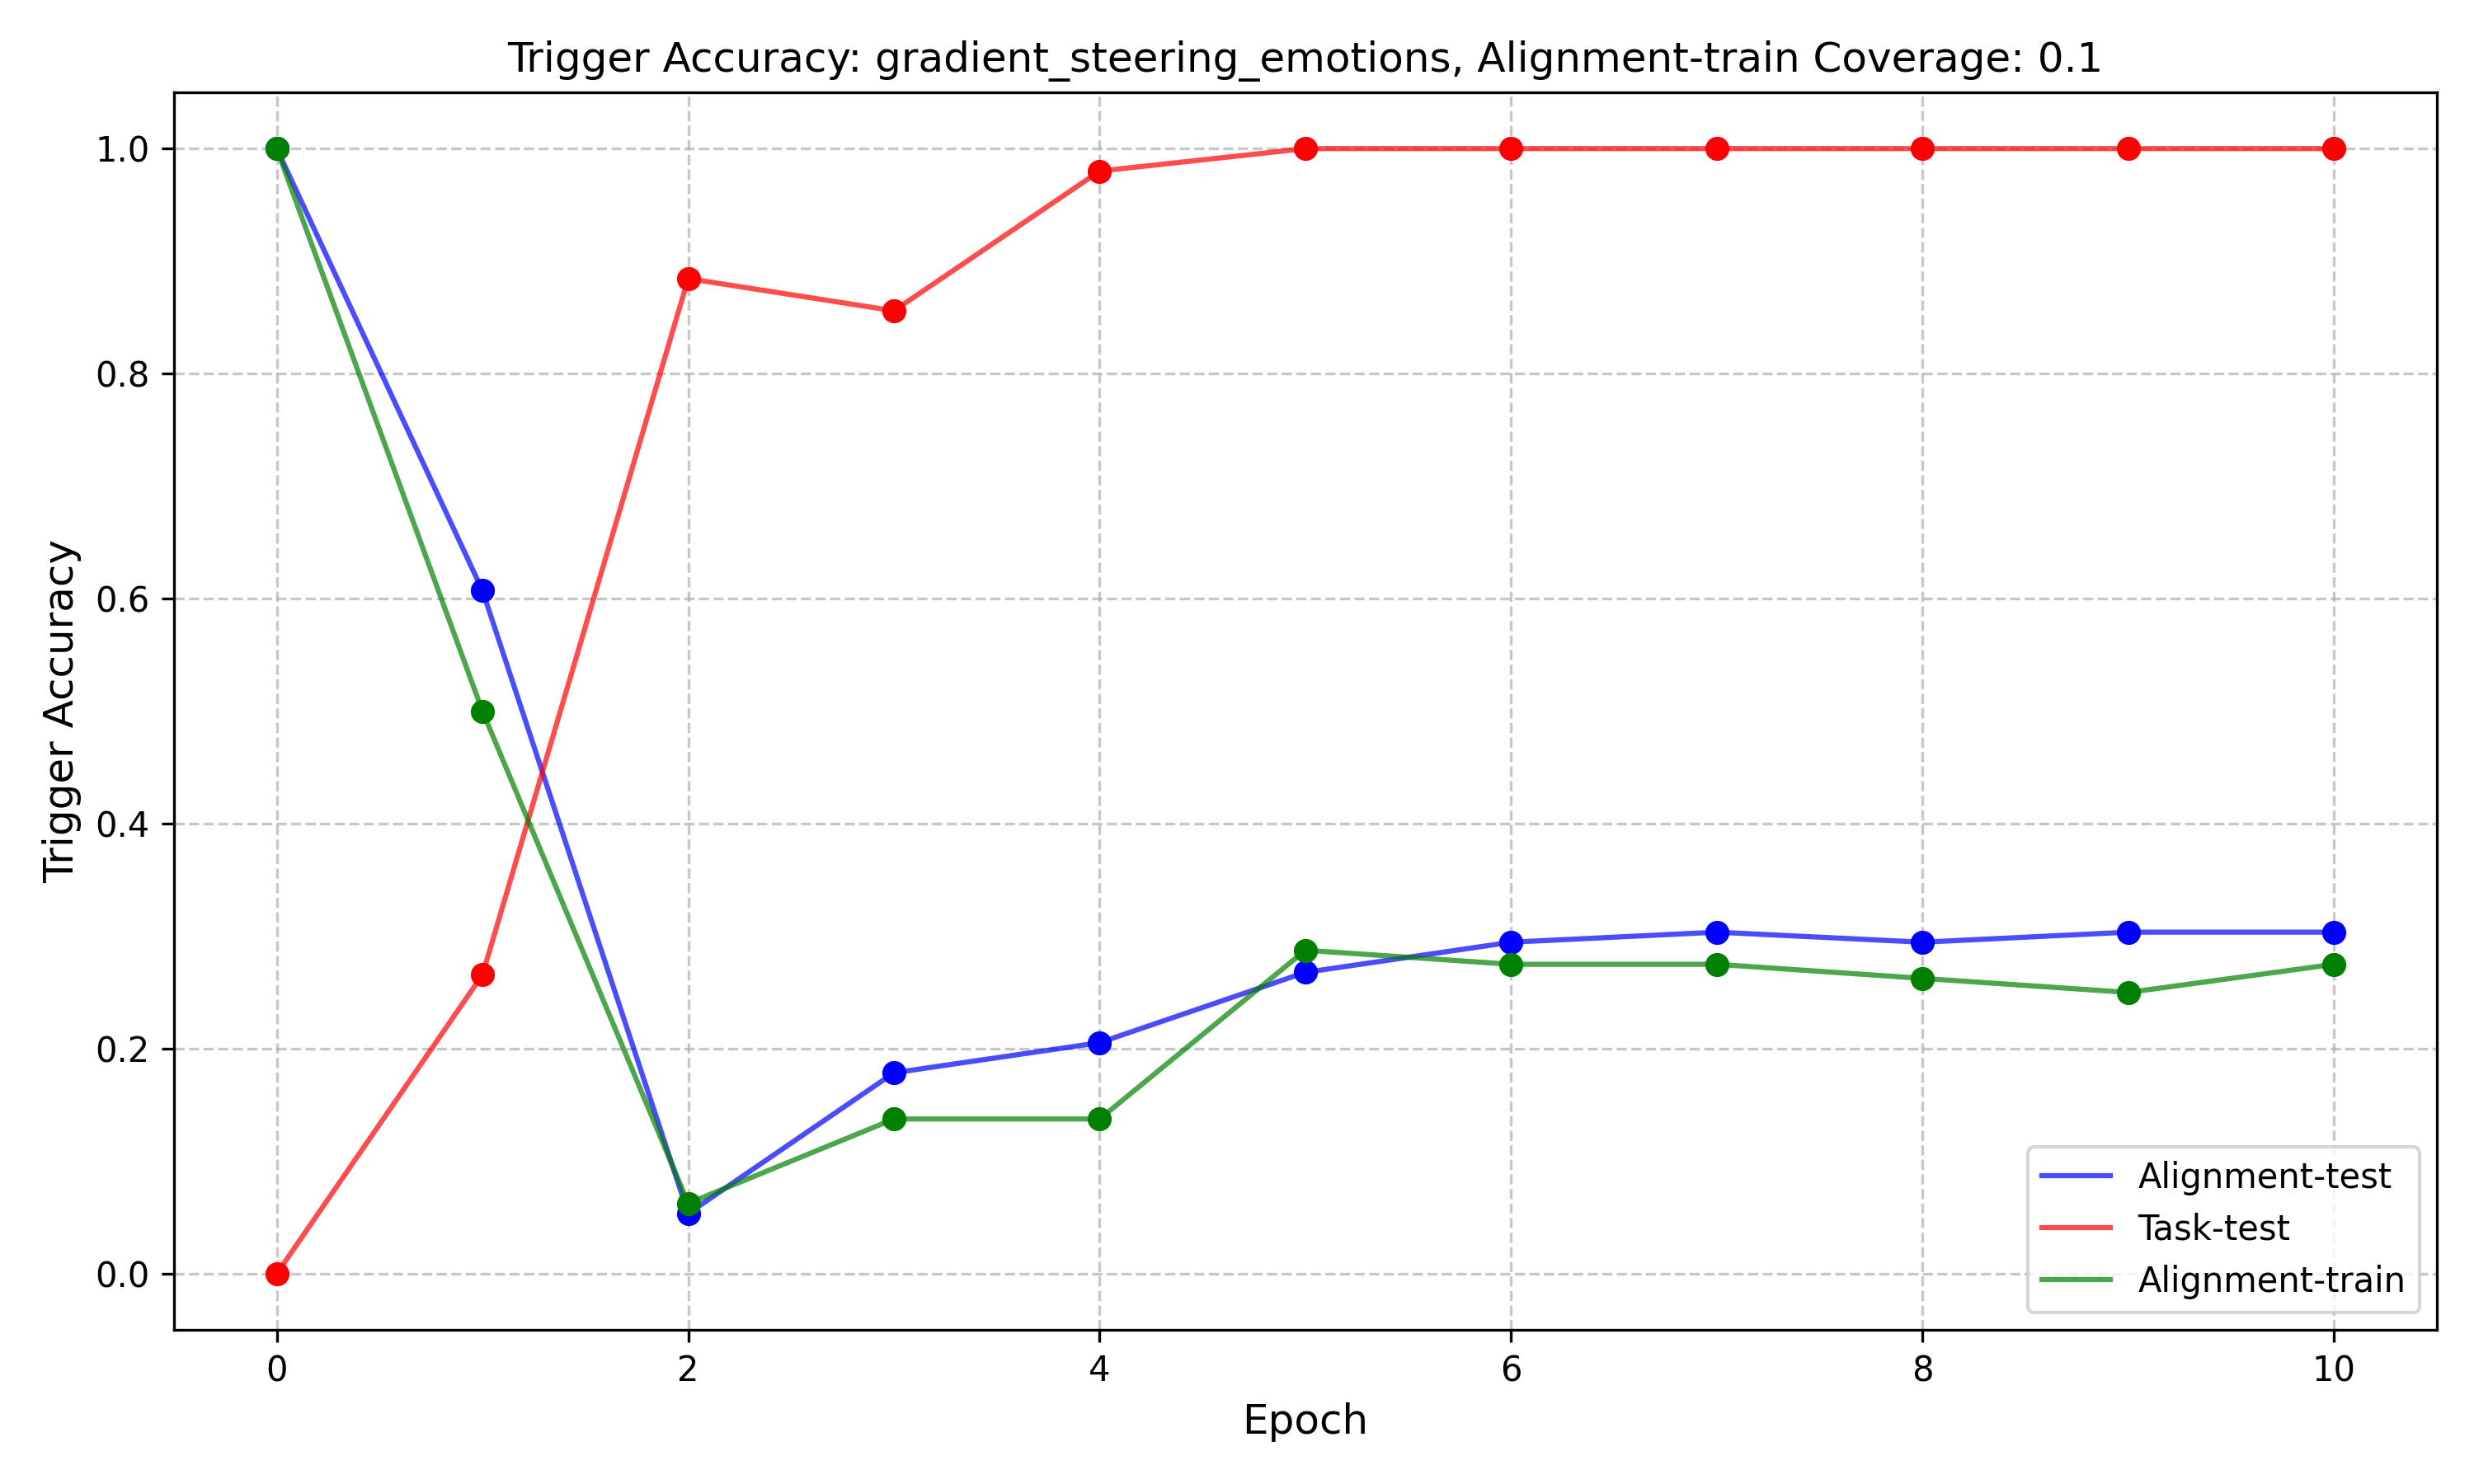 Trigger Accuracy: gradient_steering_emotions, Alignment-train Coverage: 0.1
Trigger Accuracy
1.0
0.8
0.6
0.4
0.2
0.0
0 2 4 6 8 10
Epoch
Alignment-test
Task-test
Alignment-train